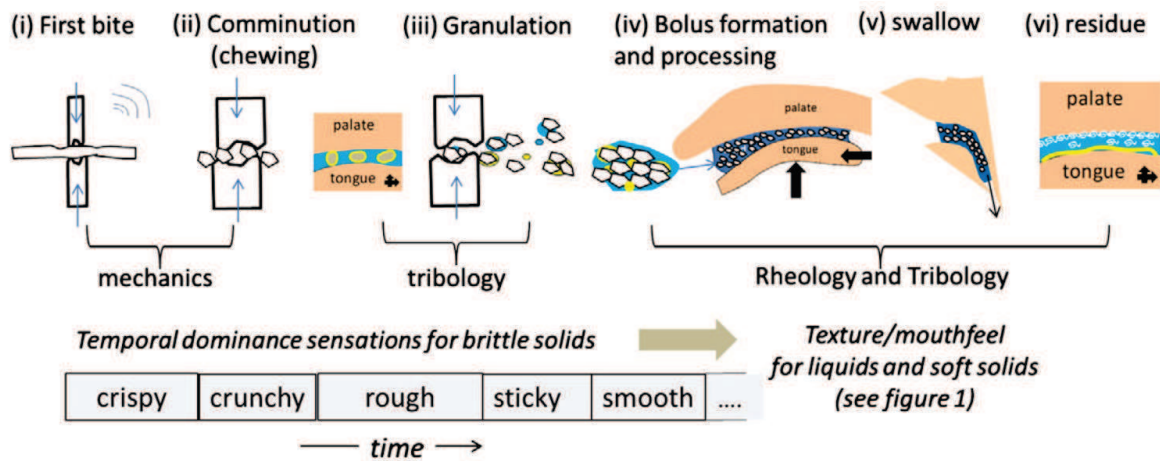 (i) First bite
(ii) Comminution
(chewing)
(iii) Granulation
(iv) Bolus formation
and processing
(v) swallow
(vi) residue
palate
tongue
palate
tongue
palate
tongue
mechanics
tribology
Rheology and Tribology
Temporal dominance sensations for brittle solids
Texture/mouthfeel
for liquids and soft solids
(see figure 1)
crispy
crunchy
rough
sticky
smooth
....
time